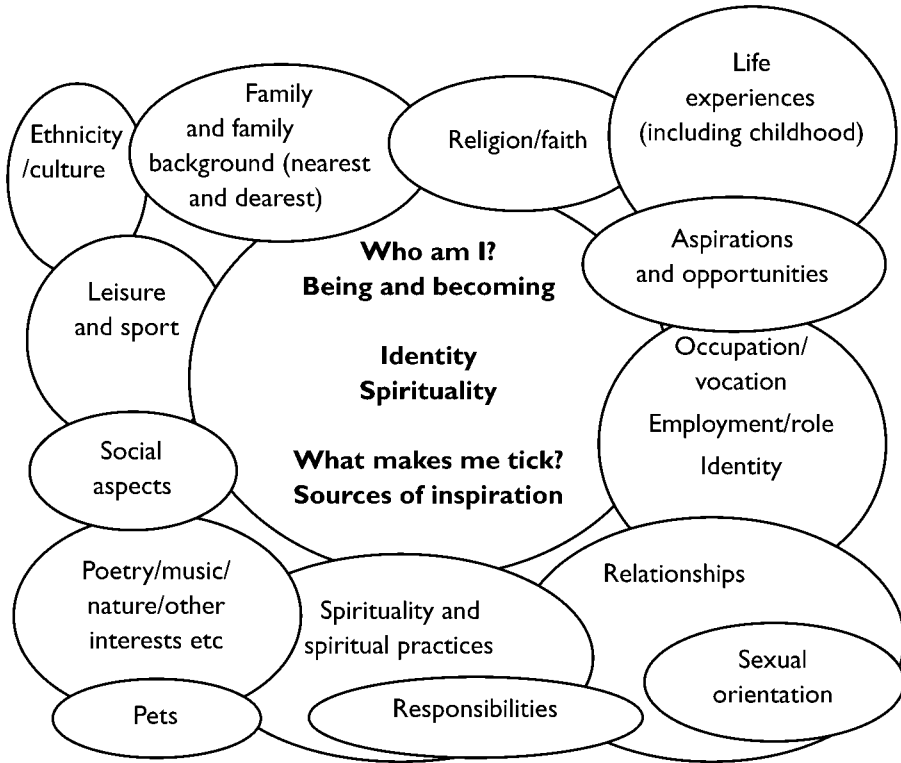 Ethnicity
/culture
Family
and family
background (nearest
and dearest)
Religion/faith
Life
experiences
(including childhood)
Aspirations
and opportunities
Who am I?
Being and becoming
Identity
Spirituality
What makes me tick?
Sources of inspiration
Leisure
and sport
Occupation/
vocation
Employment/role
Identity
Social
aspects
Poetry/music/
nature/other
interests etc
Spirituality and
spiritual practices
Relationships
Sexual
orientation
Pets
Responsibilities